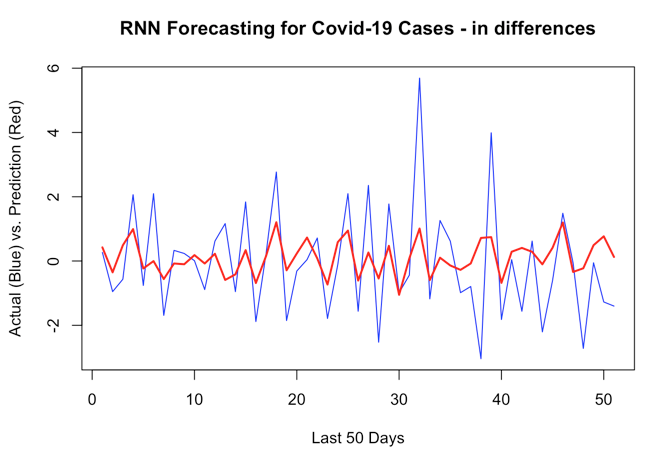 RNN Forecasting for Covid-19 Cases - in differences
Actual (Blue) vs. Prediction (Red)
6
4
2
0
-2
0 10 20 30 40 50
Last 50 Days